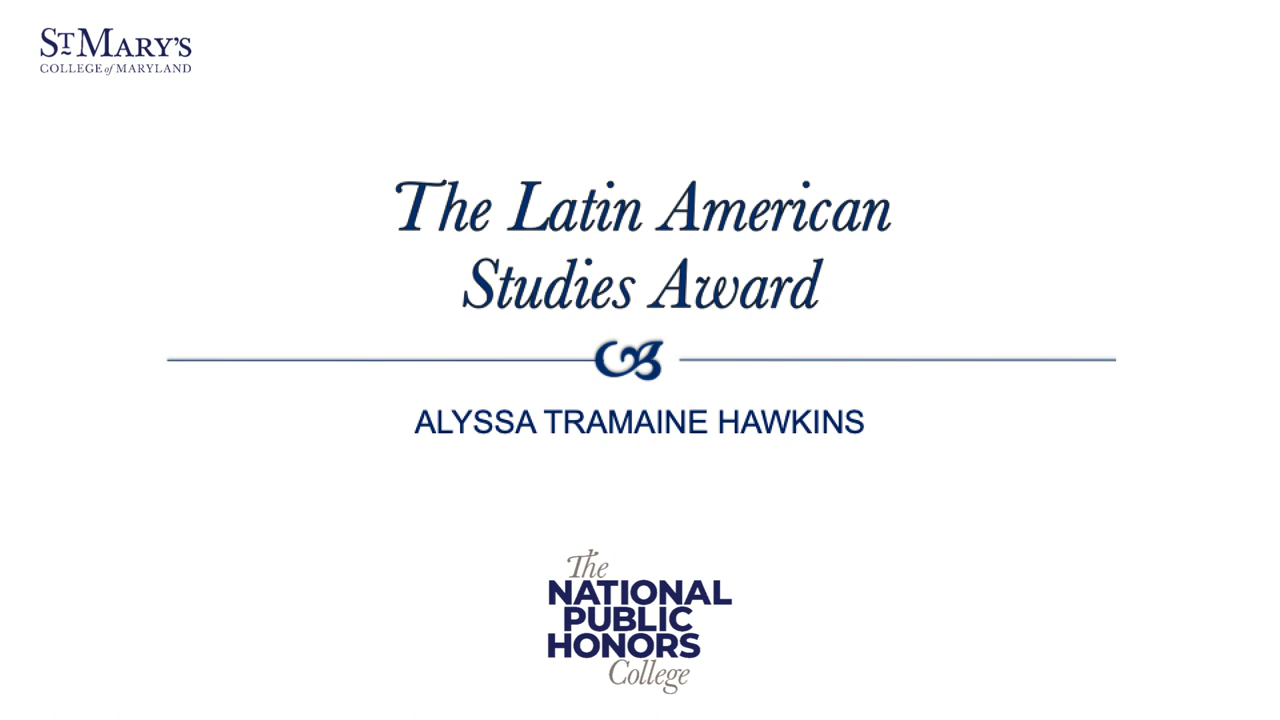 ST MARY'S
COLLEGE of MARYLAND
The Latin American
Studies Award
ALYSSA TRAMAINE HAWKINS
The
NATIONAL
PUBLIC
HONORS
College